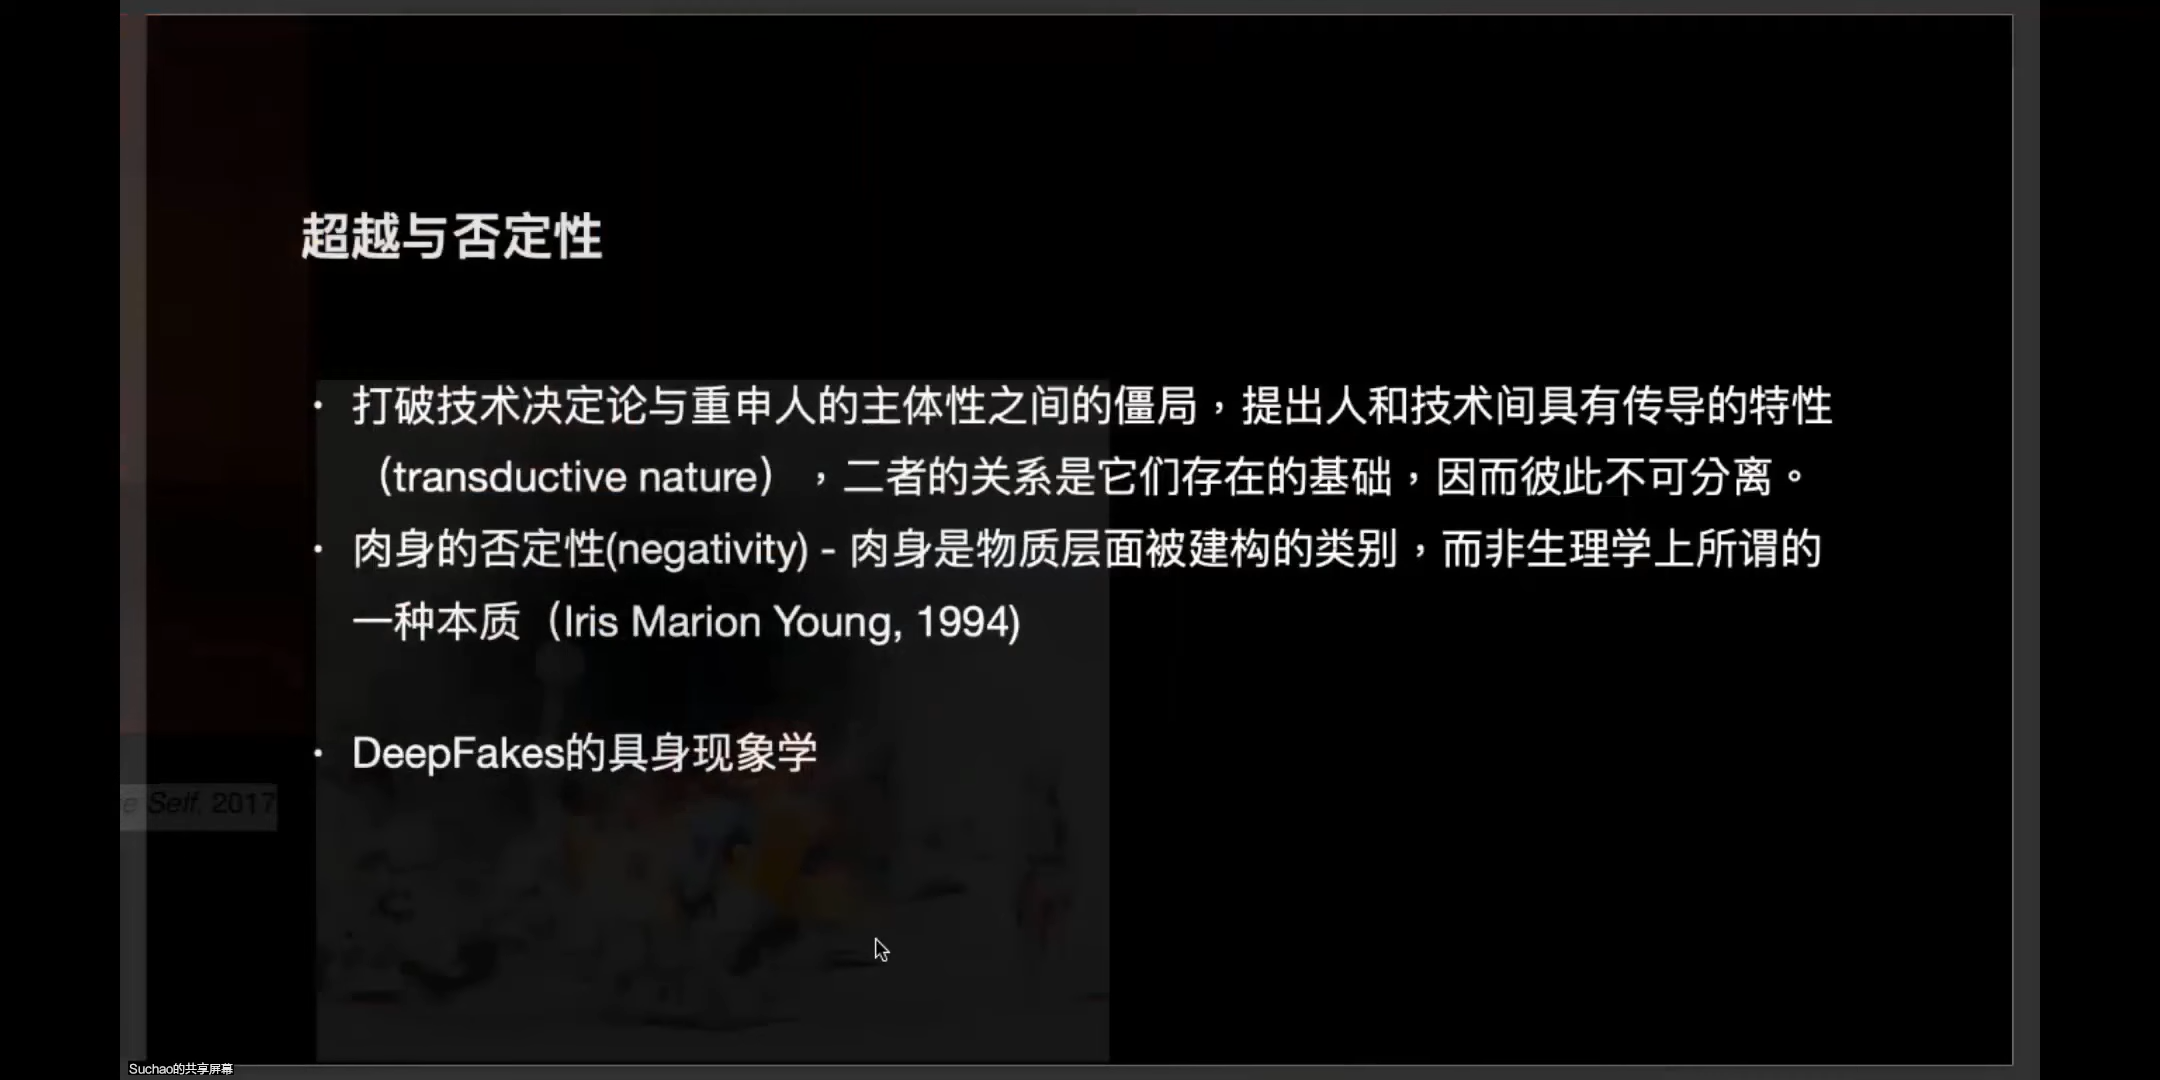 超越与否定性
• 打破技术决定论与重申人的主体性之间的僵局，提出人和技术间具有传导的特性
（transductive nature），二者的关系是它们存在的基础，因而彼此不可分离。
• 肉身的否定性(negativity) - 肉身是物质层面被建构的类别，而非生理学上所谓的
一种本质（Iris Marion Young, 1994)
• DeepFakes的具身现象学
e Self, 2017
Suchao的共享屏幕